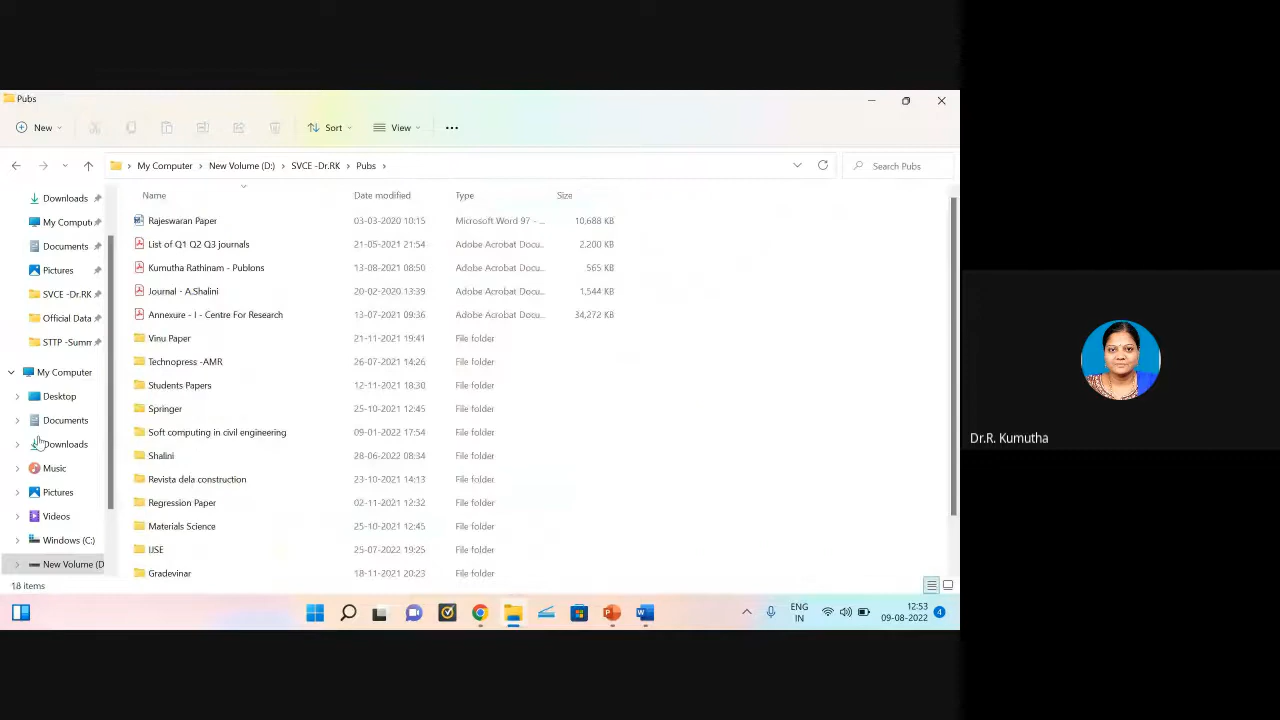 Pubs
New Sort View
My Computer New Volume (D:) SVCE -Dr.RK Pubs Search Pubs
Name Date modified Type Size
Rajeswaran Paper 03-03-2020 10:15 Microsoft Word 97 - ... 10,688 KB
List of Q1 Q2 Q3 journals 21-05-2021 21:54 Adobe Acrobat Docu... 2,200 KB
Kumutha Rathinam - Publons 13-08-2021 08:50 Adobe Acrobat Docu... 565 KB
Journal - A.Shalini 20-02-2020 13:39 Adobe Acrobat Docu... 1,544 KB
Annexure - I - Centre For Research 13-07-2021 09:36 Adobe Acrobat Docu... 34,272 KB
Vinu Paper 21-11-2021 19:41 File folder
Technopress -AMR 26-07-2021 14:26 File folder
Students Papers 12-11-2021 18:30 File folder
Springer 25-10-2021 12:45 File folder
Soft computing in civil engineering 09-01-2022 17:54 File folder
Shalini 28-06-2022 08:34 File folder
Revista dela construction 23-10-2021 14:13 File folder
Regression Paper 02-11-2021 12:32 File folder
Materials Science 25-10-2021 12:45 File folder
IJSE 25-07-2022 19:25 File folder
Gradevinar 18-11-2021 20:23 File folder
Downloads
My Comput
Documents
Pictures
SVCE -Dr.RK
Official Data
STTP -Summ
My Computer
Desktop
Documents
Downloads
Music
Pictures
Videos
Windows (C:)
New Volume (D
18 items
ENG
IN
12:53
09-08-2022
4
Dr.R. Kumutha